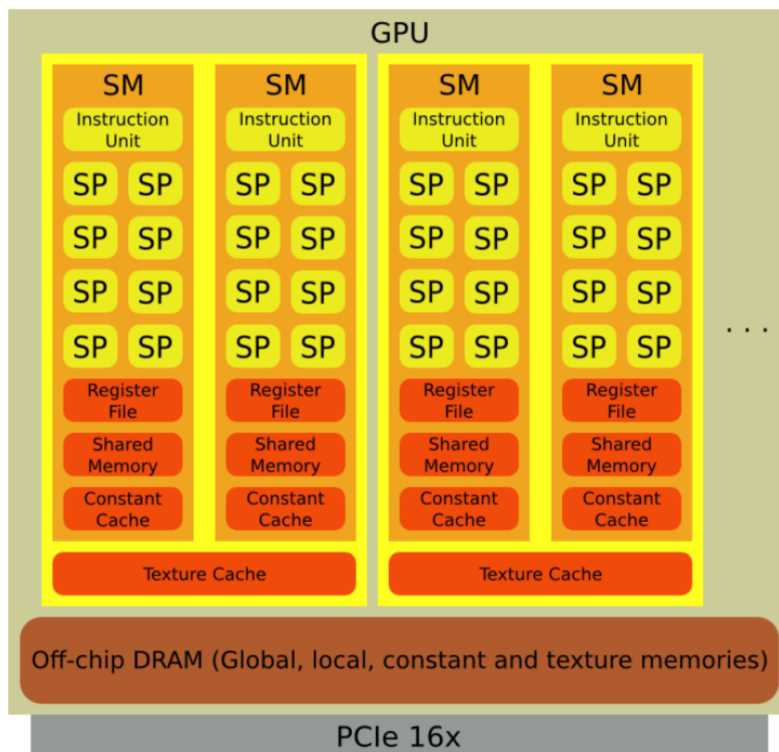 GPU
SM
Instruction
Unit
SP SP
SP SP
SP SP
SP SP
Register
File
Shared
Memory
Constant
Cache
SM
Instruction
Unit
SP SP
SP SP
SP SP
SP SP
Register
File
Shared
Memory
Constant
Cache
Texture Cache
SM
Instruction
Unit
SP SP
SP SP
SP SP
SP SP
Register
File
Shared
Memory
Constant
Cache
SM
Instruction
Unit
SP SP
SP SP
SP SP
SP SP
Register
File
Shared
Memory
Constant
Cache
Texture Cache
. . .
Off-chip DRAM (Global, local, constant and texture memories)
PCIe 16x